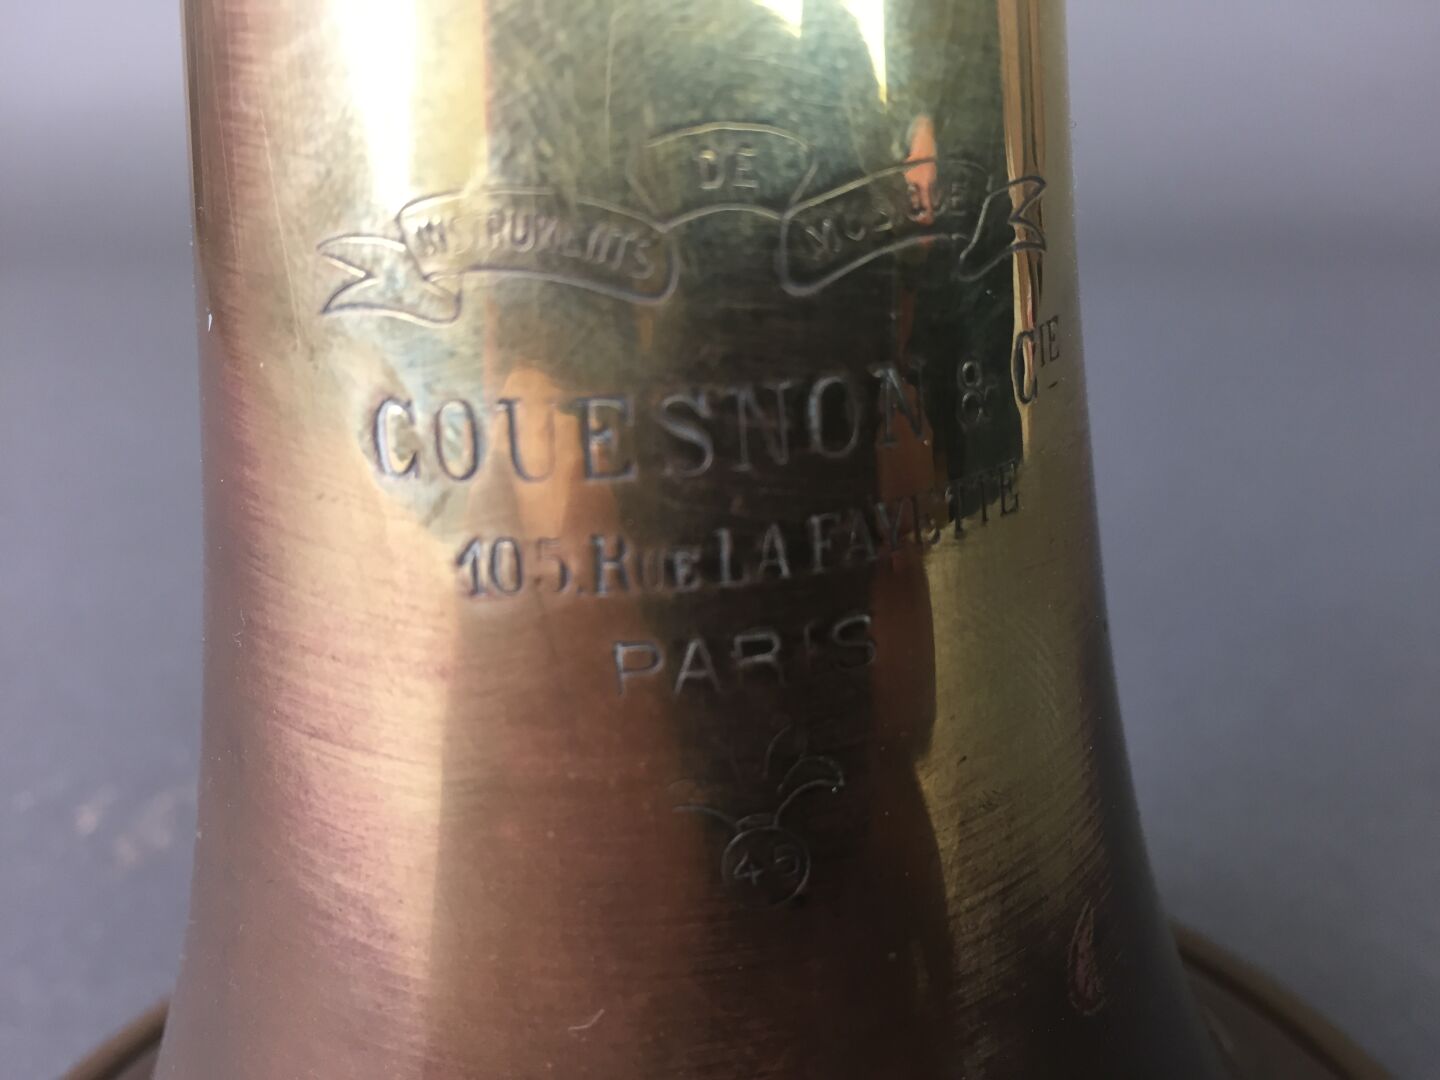 INSTRUMENTS DE MUSIQUE
COUESNON & CIE
105. RUE LA FAYETTE
PARIS
45